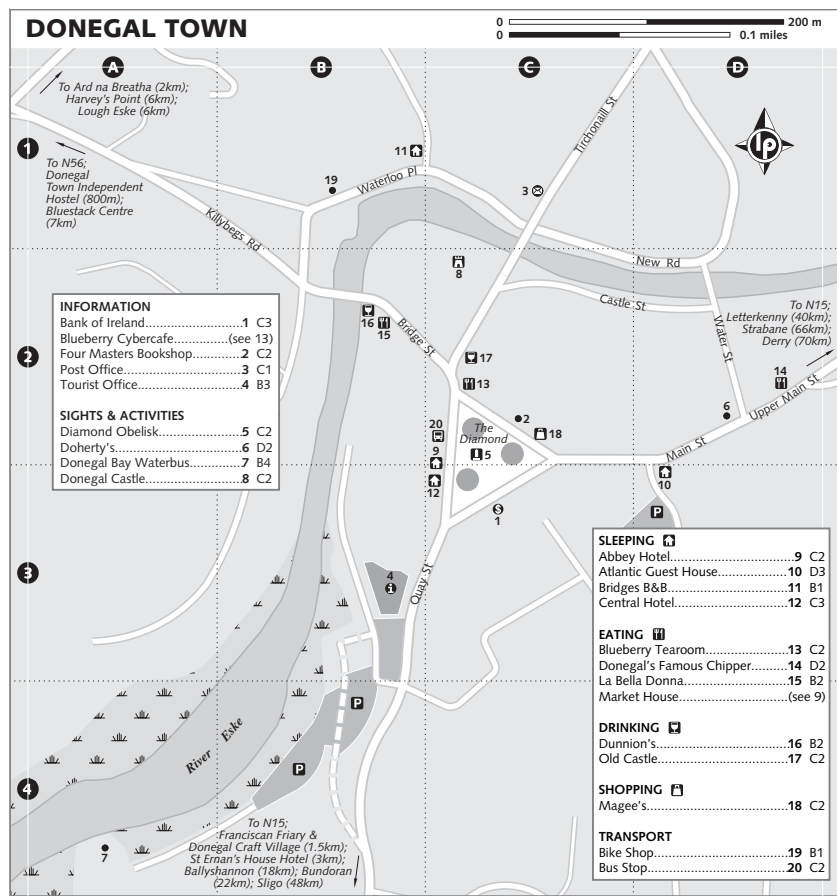 DONEGAL TOWN
0 200 m
0 0.1 miles
A B C D
To Ard na Breatha (2km);
Harvey's Point (6km);
Lough Eske (6km)
1
To N56;
Donegal
Town Independent
Hostel (800m);
Bluestack Centre
(7km)
11
19
Waterloo Pl
Killybegs Rd
3
Tirchonaill St
lp
8
New Rd
Castle St
Water St
To N15;
Letterkenny (40km);
Strabane (66km);
Derry (70km)
INFORMATION
Bank of Ireland 1 C3
Blueberry Cybercafe (see 13)
Four Masters Bookshop 2 C2
Post Office 3 C1
Tourist Office 4 B3
SIGHTS & ACTIVITIES
Diamond Obelisk 5 C2
Doherty's 6 D2
Donegal Bay Waterbus 7 B4
Donegal Castle 8 C2
2
16
15
Bridge St
17
13
14
Upper Main St
6
2
18
20
The
Diamond
5
9
Main St
12
10
P
1
3
4
i
Quay St
SLEEPING
Abbey Hotel 9 C2
Atlantic Guest House 10 D3
Bridges B&B 11 B1
Central Hotel 12 C3
EATING
Blueberry Tearoom 13 C2
Donegal's Famous Chipper 14 D2
La Bella Donna 15 B2
Market House (see 9)
DRINKING
Dunnion's 16 B2
Old Castle 17 C2
SHOPPING
Magee's 18 C2
TRANSPORT
Bike Shop 19 B1
Bus Stop 20 C2
P
P
River Eske
4
7
To N15;
Franciscan Friary &
Donegal Craft Village (1.5km);
St Ernan's House Hotel (3km);
Ballyshannon (18km); Bundoran
(22km); Sligo (48km)